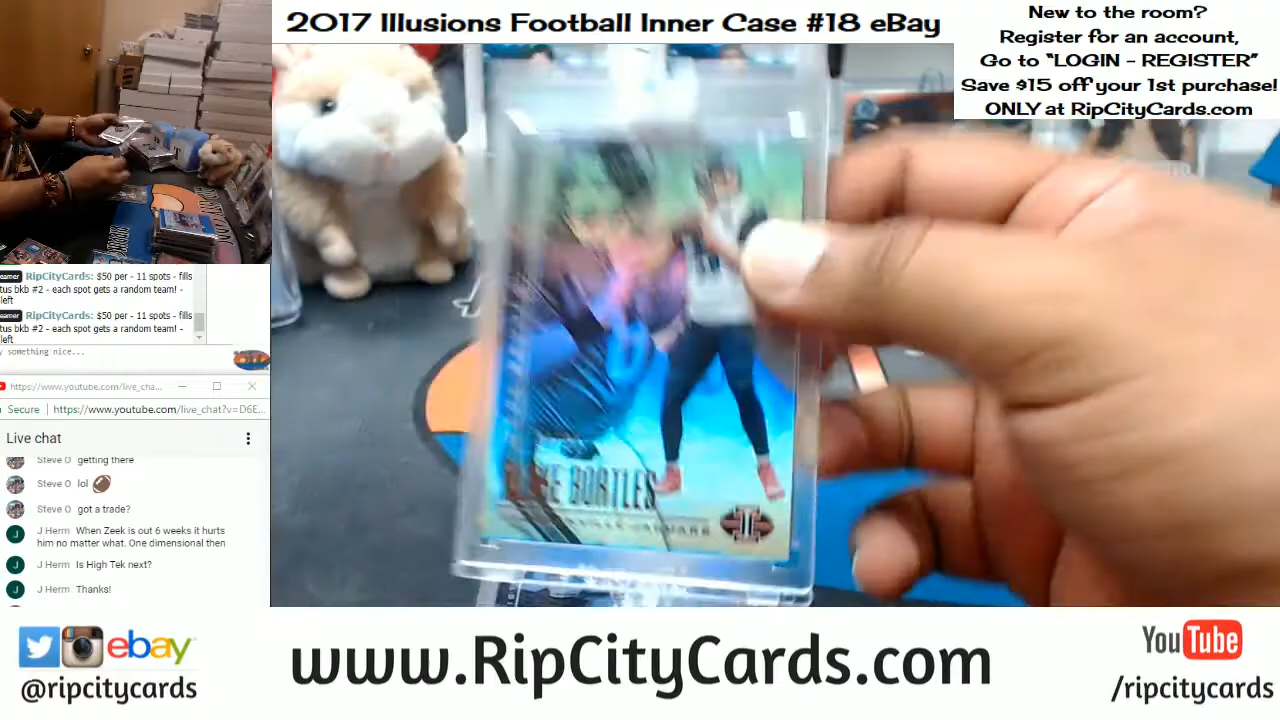 2017 Illusions Football Inner Case #18 eBay
New to the room?
Register for an account,
Go to "LOGIN - REGISTER"
Save $15 off your 1st purchase!
ONLY at RipCityCards.com
eamer RipCityCards: $50 per - 11 spots - fills
tus bkb #2 - each spot gets a random team! -
left
eamer RipCityCards: $50 per - 11 spots - fills
tus bkb #2 - each spot gets a random team! -
left
y something nice...
https://www.youtube.com/live_cha...
Secure https://www.youtube.com/live_chat?v=D6E...
Live chat
Steve O getting there
Steve O lol
Steve O got a trade?
J Herm When Zeek is out 6 weeks it hurts
him no matter what. One dimensional then
J Herm Is High Tek next?
J Herm Thanks!
BORTLES
JAGUARS
ebay
@ripcitycards
www.RipCityCards.com
YouTube
/ripcitycards